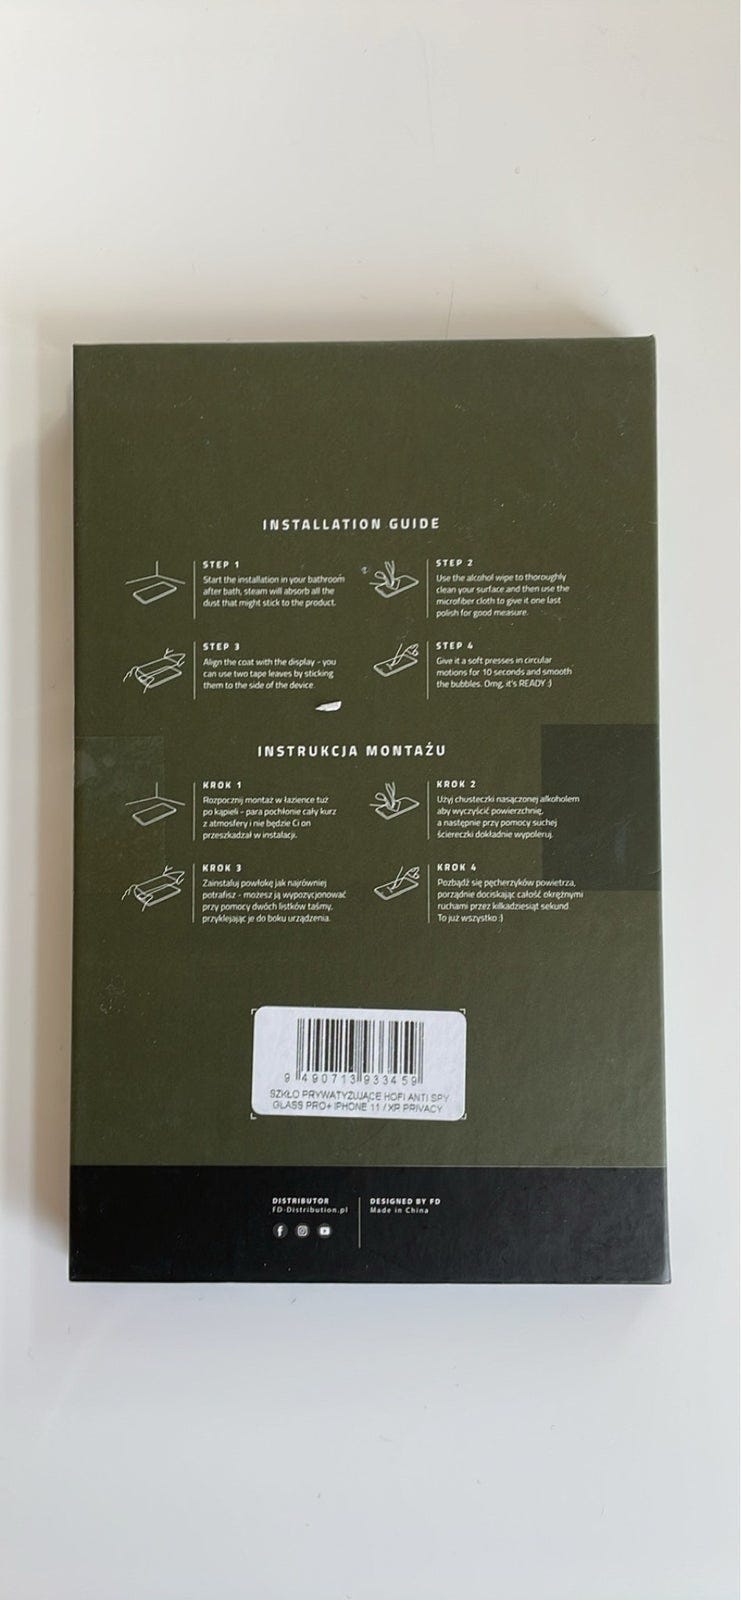 INSTALLATION GUIDE
STEP 1
Start the installation in your bathroom
after bath, steam will absorb all the
dust that might stick to the product.
STEP 2
Use the alcohol wipe to thoroughly
clean your surface and then use the
microfiber cloth to give it one last
polish for good measure.
STEP 3
Align the coat with the display - you
can use two tape leaves by sticking
them to the side of the device.
STEP 4
Give it a soft presses in circular
motions for 10 seconds and smooth
the bubbles. Omg, it's READY :)
INSTRUKCJA MONTAŻU
KROK 1
Rozpocznij montaż w łazience tuż
po kąpieli - para pochłonie cały kurz
z atmosfery i nie będzie Ci on
przeszkadzał w instalacji.
KROK 2
Użyj chusteczki nasączonej alkoholem
aby wyczyścić powierzchnię,
a następnie przy pomocy suchej
ściereczki dokładnie wypoleruj.
KROK 3
Zainstaluj powłokę jak najrówniej
potrafisz - możesz ją wypozycjonować
przy pomocy dwóch listków taśmy,
przyklejając je do boku urządzenia.
KROK 4
Pozbądź się pęcherzyków powietrza,
porządnie dociskając całość okrężnymi
ruchami przez kilkadziesiąt sekund.
To już wszystko :)
9 490713 933459
SZKŁO PRYWATYZUJĄCE HOFI ANTI SPY
GLASS PRO+ IPHONE 11 / XR PRIVACY
DISTRIBUTOR
FD-Distribution.pl
DESIGNED BY FD
Made in China